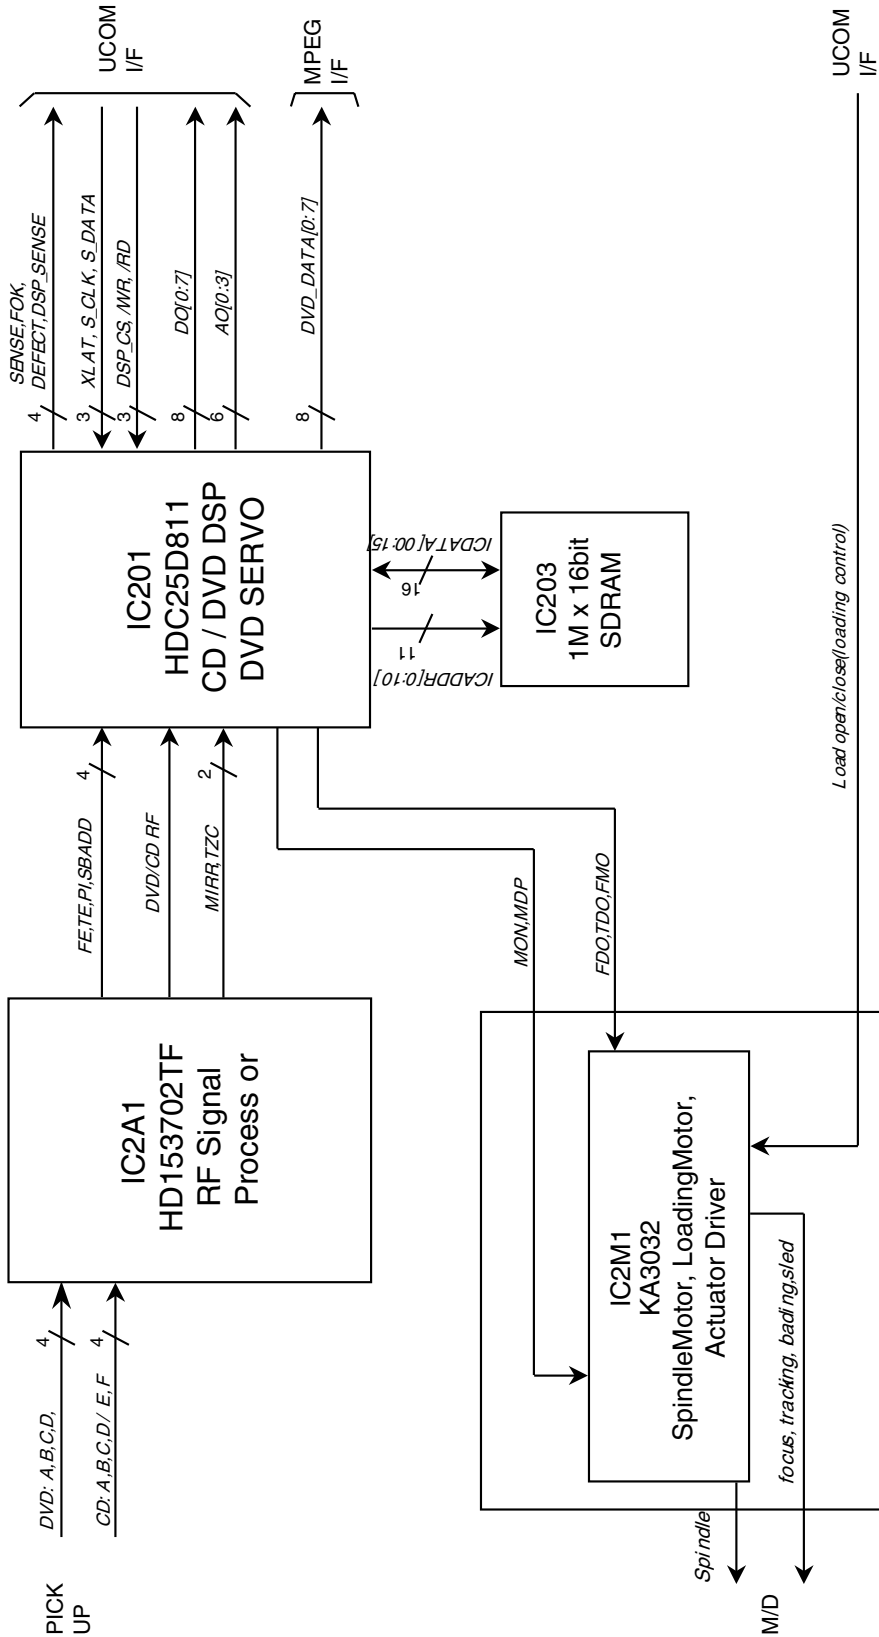 PICK
UP
DVD: A,B,C,D,
4
CD: A,B,C,D/ E,F
4
IC2A1
HD153702TF
RF Signal
Process or
FE,TE,PI,SBADD
4
DVD/CD RF
MIRR,TZC
2
IC201
HDC25D811
CD / DVD DSP
DVD SERVO
SENSE,FOK,
DEFECT,DSP_SENSE
4
XLAT, S_CLK, S_DATA
3
DSP_CS, /WR, /RD
3
DO[0:7]
8
AO[0:3]
6
UCOM
I/F
DVD_DATA[0:7]
8
MPEG
I/F
ICDATA[00:15]
16
11
ICADDR[0:10]
IC203
1M x 16bit
SDRAM
MON,MDP
FDO,TDO,FMO
IC2M1
KA3032
SpindleMotor, LoadingMotor,
Actuator Driver
Spindle
focus, tracking, bading,sled
M/D
Load open/close(loading control)
UCOM
I/F